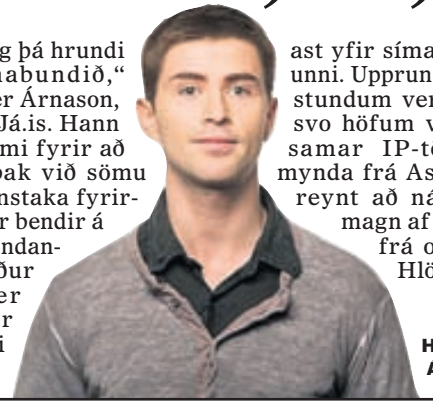 g þá hrundi
nabundið,“
er Árnason,
Já.is. Hann
mi fyrir að
bak við sömu
nstaka fyrir-
r bendir á
ndan-
ður
er
r
i
ast yfir síma
unni. Upprun
stundum ver
svo höfum v
samar IP-t
mynda frá As
reynt að ná
magn af
frá o
Hlö
H
A